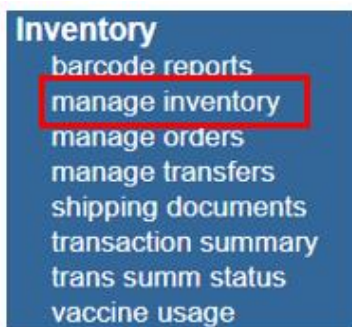 Inventory
barcode reports
manage inventory
manage orders
manage transfers
shipping documents
transaction summary
trans summ status
vaccine usage